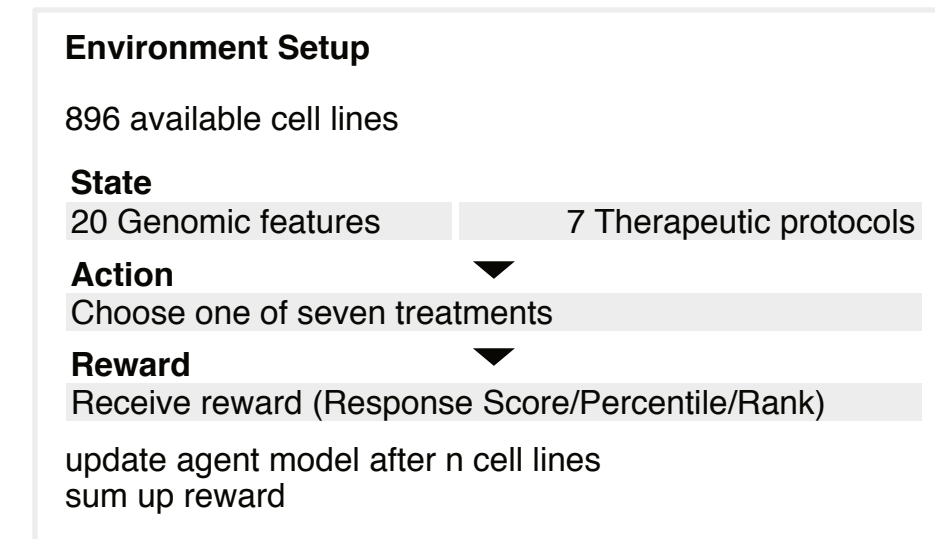 Environment Setup
896 available cell lines
State
20 Genomic features 7 Therapeutic protocols
Action
Choose one of seven treatments
Reward
Receive reward (Response Score/Percentile/Rank)
update agent model after n cell lines
sum up reward